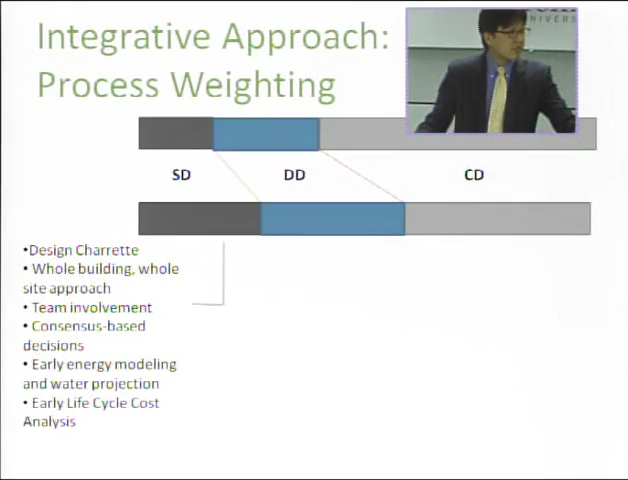 Integrative Approach:
Process Weighting
UNIVERS
SD
DD
CD
•Design Charrette
• Whole building, whole
site approach
• Team involvement
• Consensus-based
decisions
• Early energy modeling
and water projection
• Early Life Cycle Cost
Analysis